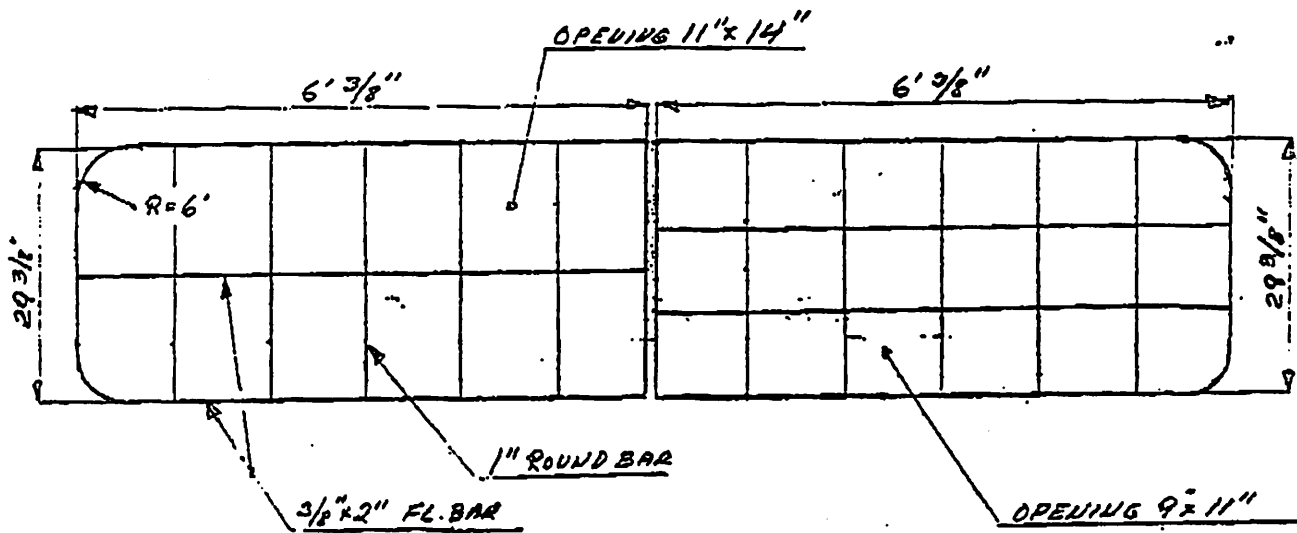 OPENING 11"x 14"
6' 3/8"
6' 3/8"
R=6'
29 3/8"
29 3/8"
1" ROUND BAR
3/8"x2" FL. BAR
OPENING 9"x 11"